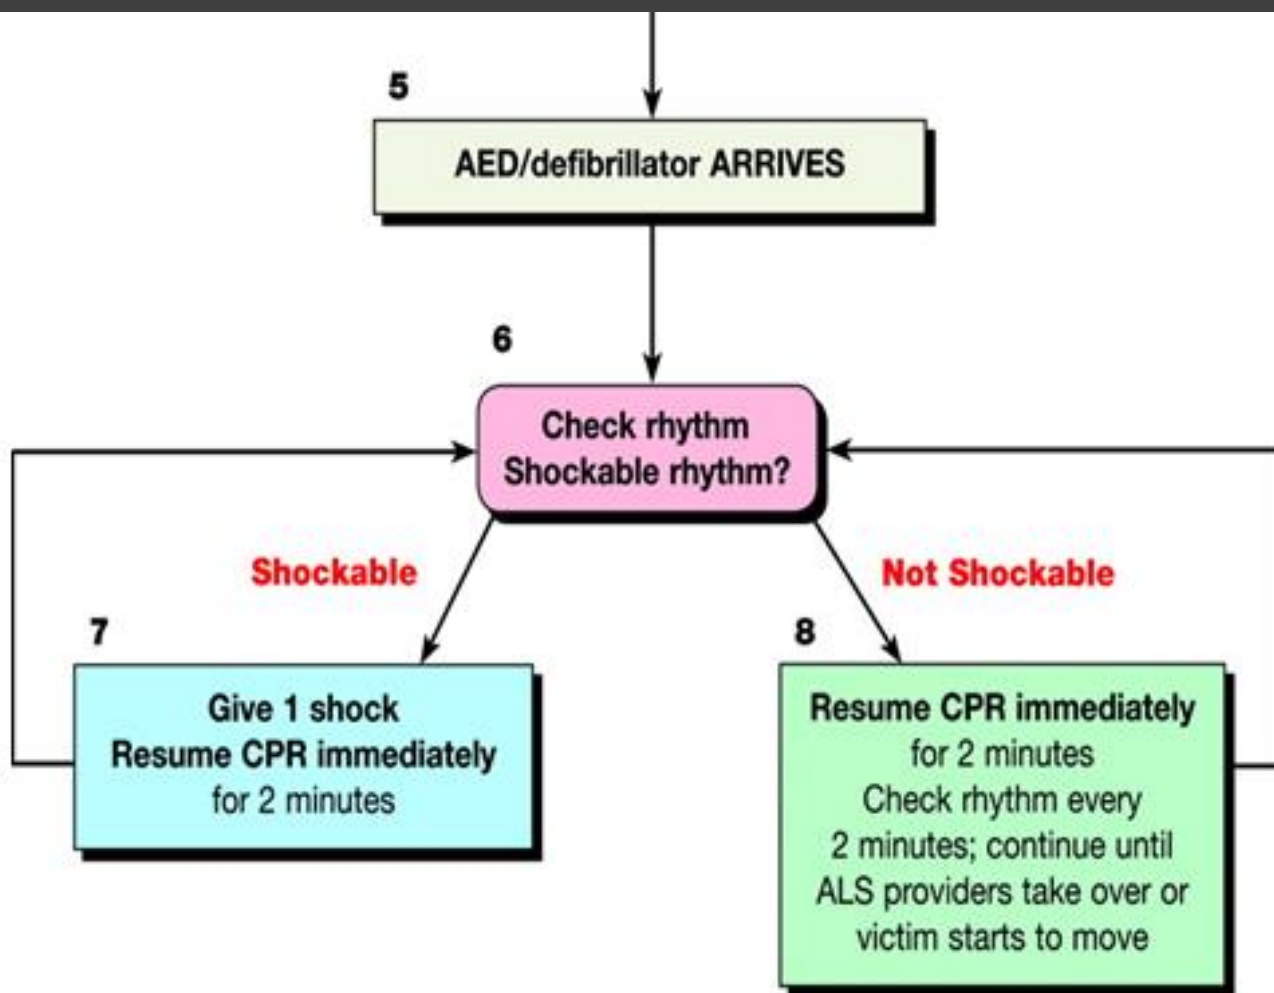 5
AED/defibrillator ARRIVES
6
Check rhythm
Shockable rhythm?
Shockable
Not Shockable
7
Give 1 shock
Resume CPR immediately
for 2 minutes
8
Resume CPR immediately
for 2 minutes
Check rhythm every
2 minutes; continue until
ALS providers take over or
victim starts to move